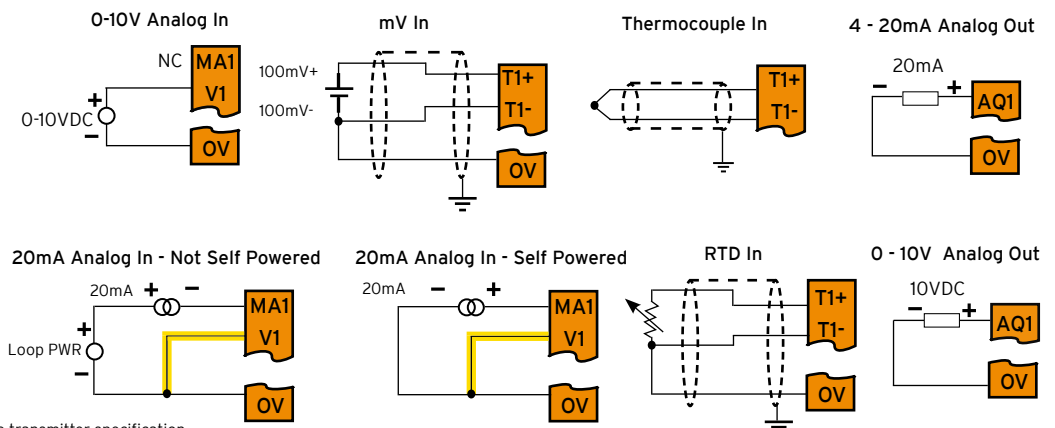 0-10V Analog In
NC
MA1
V1
+
0-10VDC
−
0V
mV In
100mV+
100mV-
T1+
T1-
0V
Thermocouple In
T1+
T1-
4 - 20mA Analog Out
20mA
− +
AQ1
0V
20mA Analog In - Not Self Powered
20mA + −
MA1
V1
+
Loop PWR
−
0V
20mA Analog In - Self Powered
20mA − +
MA1
V1
0V
RTD In
T1+
T1-
0V
0 - 10V Analog Out
10VDC
− +
AQ1
0V
transmitter specification